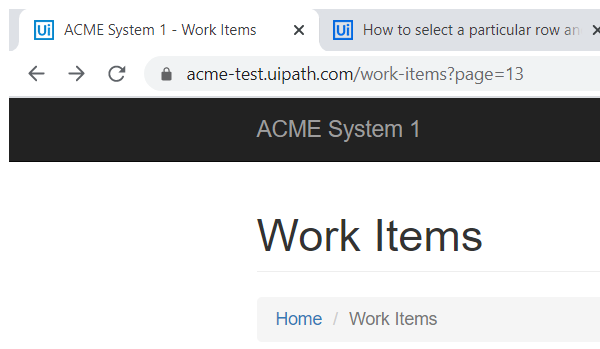 Ui ACME System 1 - Work Items Ui How to select a particular row an
acme-test.uipath.com/work-items?page=13
ACME System 1
Work Items
Home / Work Items